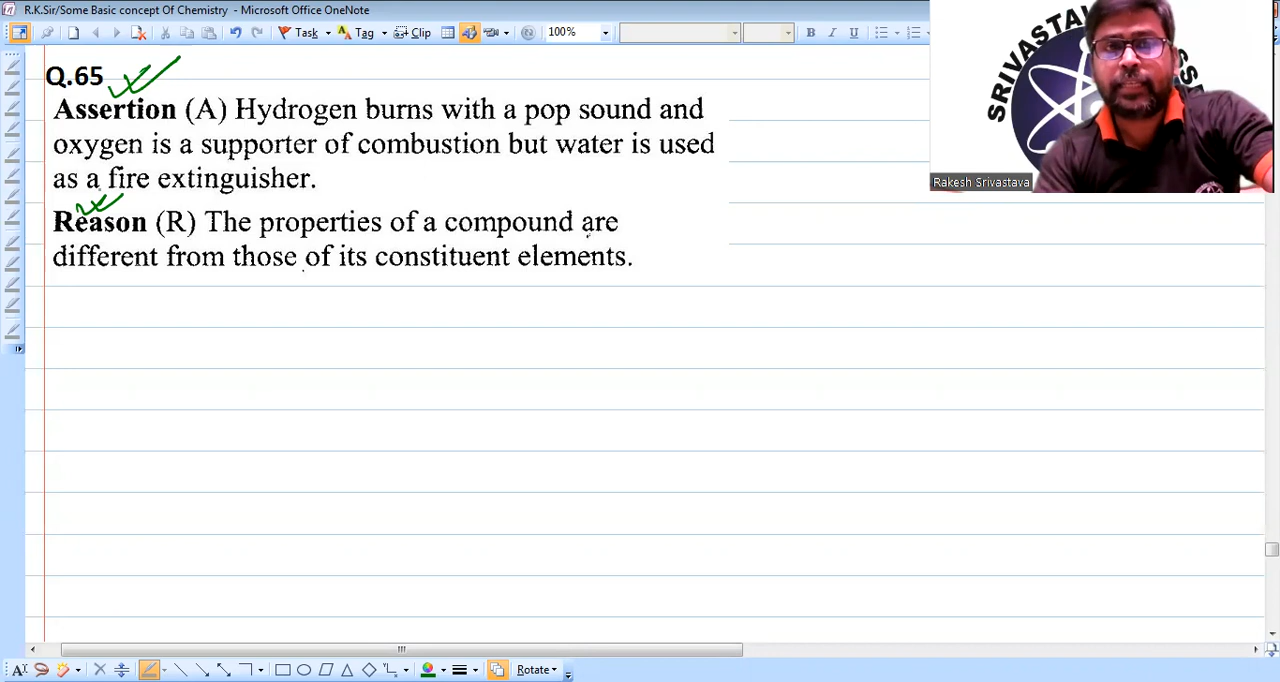 R.K.Sir/Some Basic concept Of Chemistry - Microsoft Office OneNote
Task
Tag
Clip
100%
B I U
Q.65
Assertion (A) Hydrogen burns with a pop sound and
oxygen is a supporter of combustion but water is used
as a fire extinguisher.
Reason (R) The properties of a compound are
different from those of its constituent elements.
SRIVASTAV
SSE
Rakesh Srivastava
Rotate